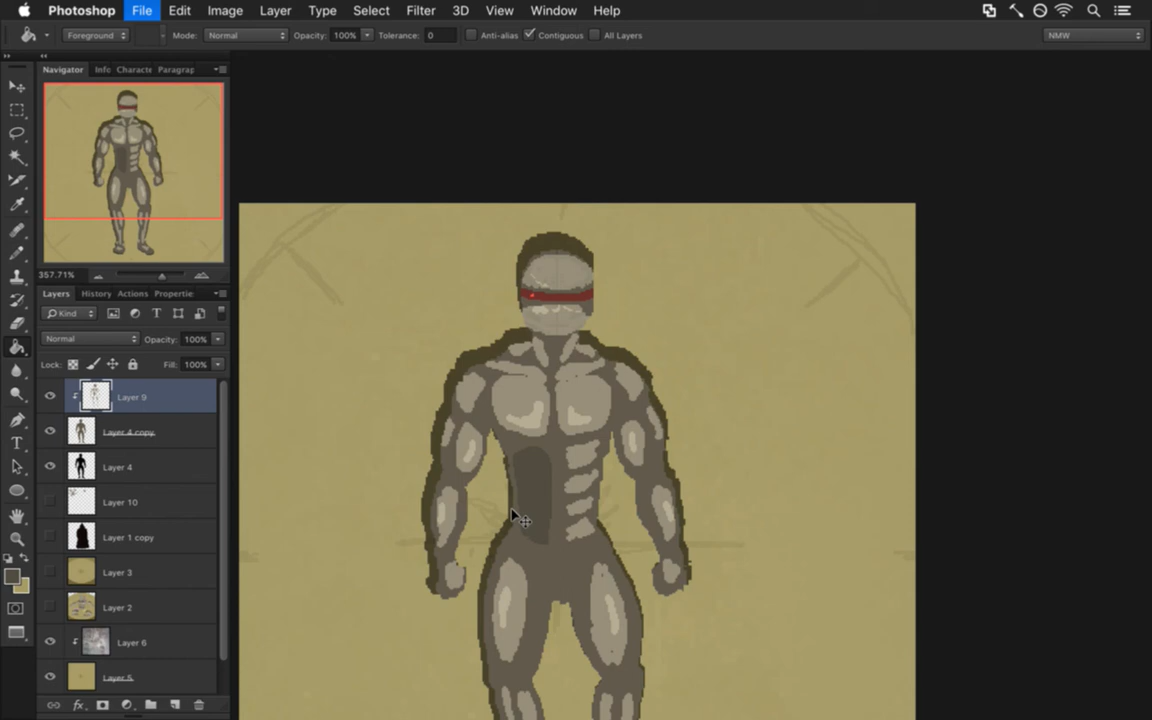 Photoshop File Edit Image Layer Type Select Filter 3D View Window Help
Foreground Mode: Normal Opacity: 100% Tolerance: 0 Anti-alias Contiguous All Layers NMW
Navigator Info Characte Paragrap
357.71%
Layers History Actions Propertie
Kind
Normal Opacity: 100%
Lock: Fill: 100%
Layer 9
Layer 4 copy
Layer 4
Layer 10
Layer 1 copy
Layer 3
Layer 2
Layer 6
Layer 5
fx